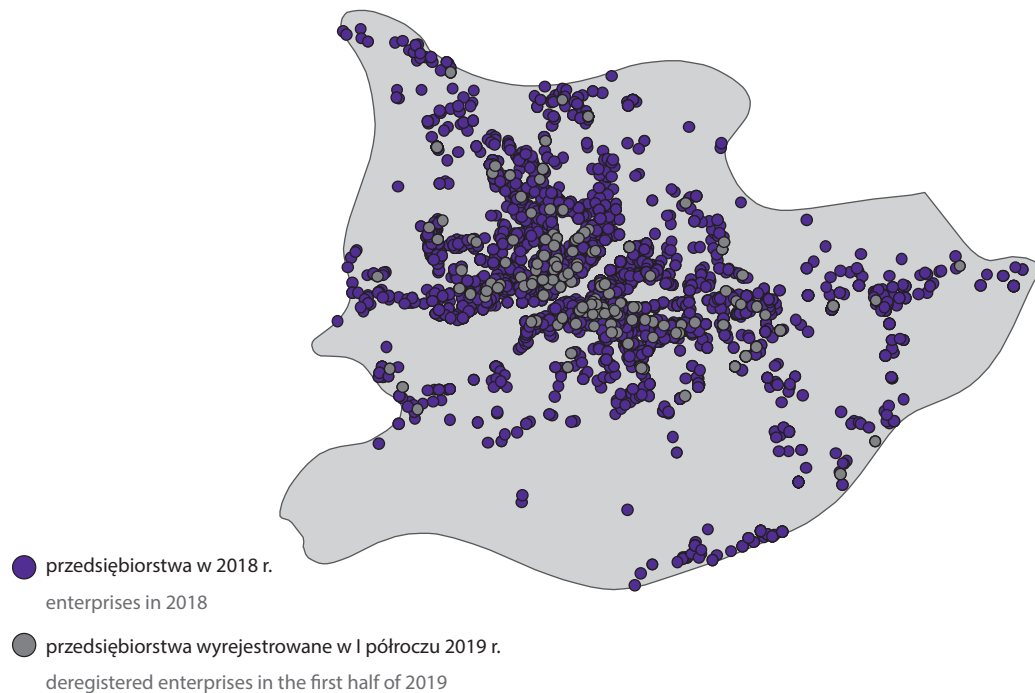 przedsiębiorstwa w 2018 r.
enterprises in 2018
przedsiębiorstwa wyrejestrowane w I półroczu 2019 r.
deregistered enterprises in the first half of 2019